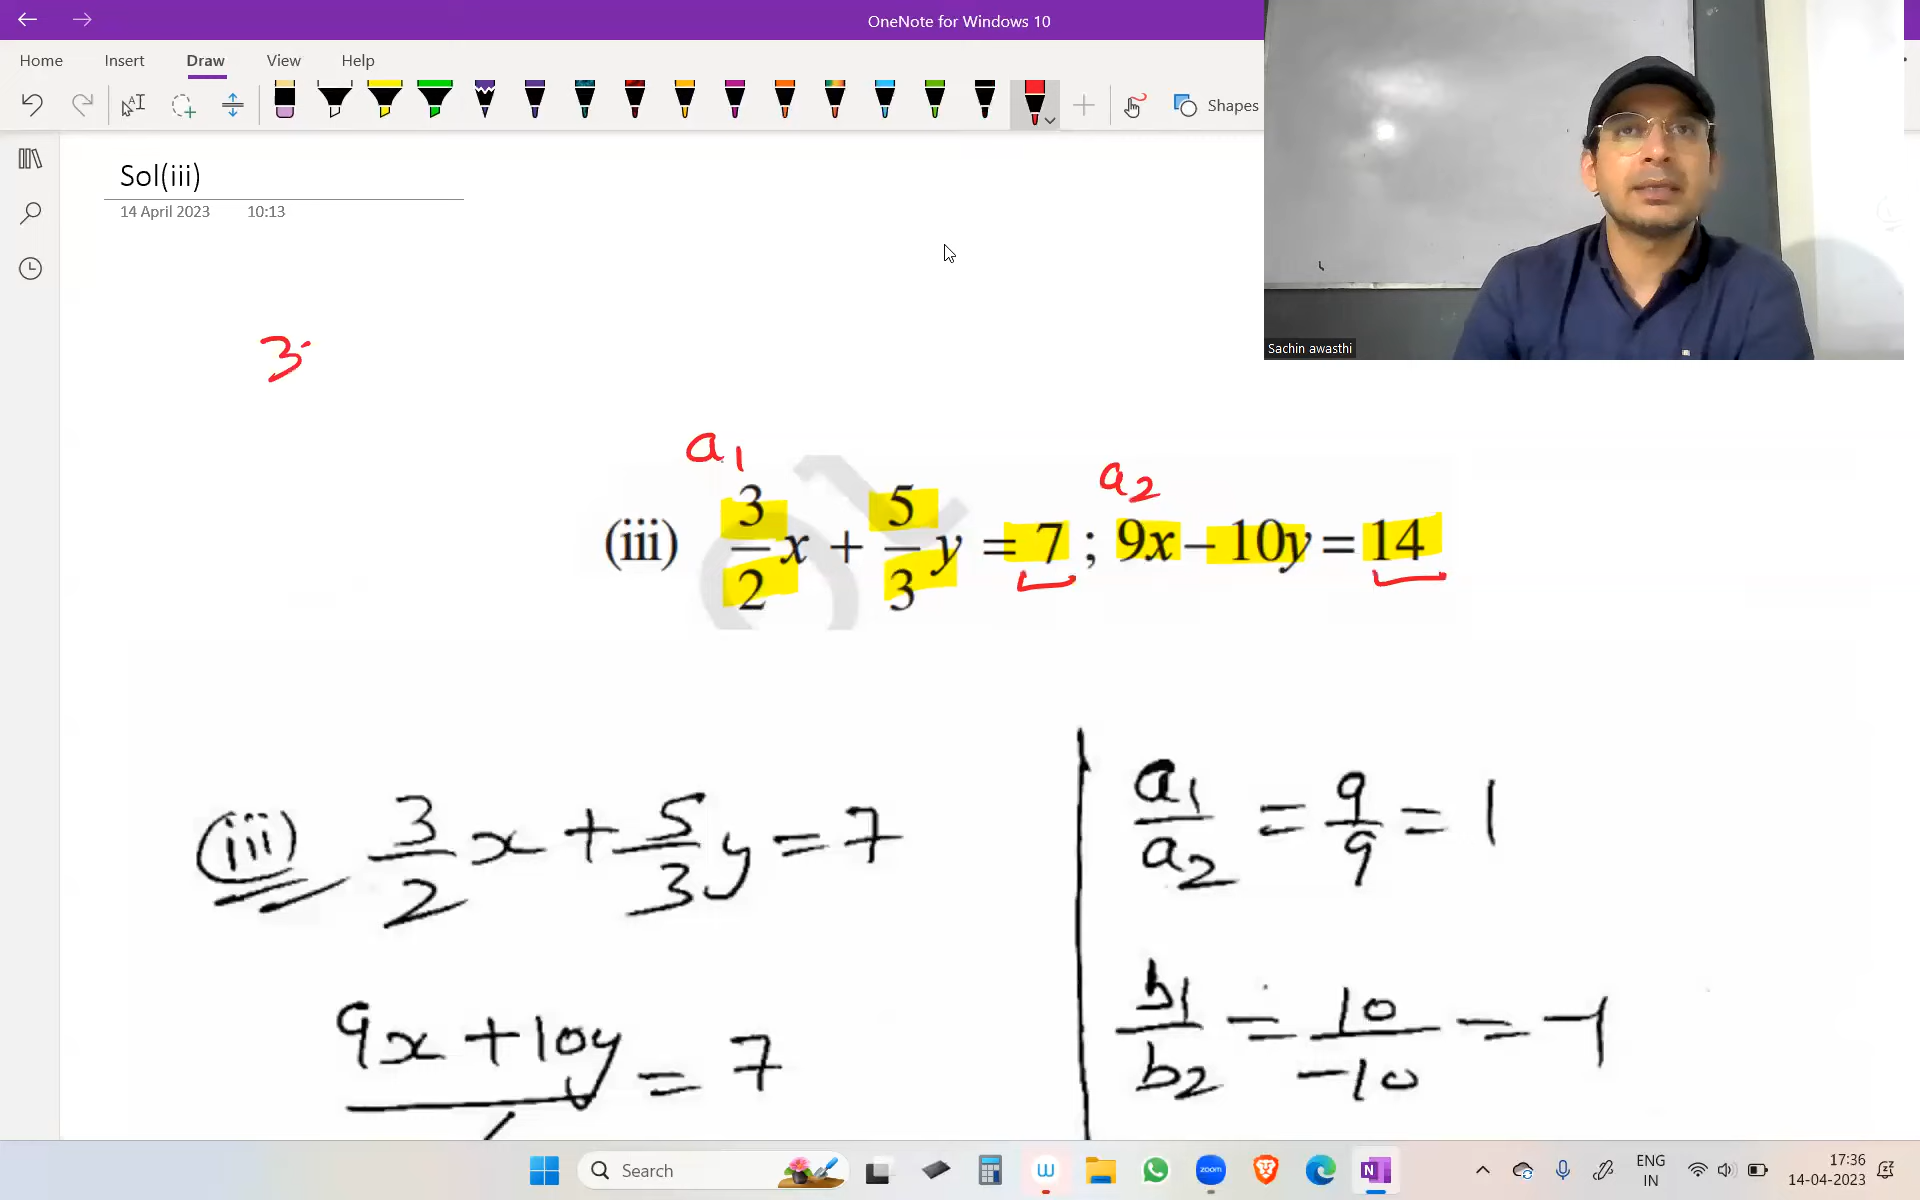 OneNote for Windows 10
Home Insert Draw View Help
Shapes
Sol(iii)
14 April 2023 10:13
Sachin awasthi
3
a1 a2
(iii) 3/2 x + 5/3 y = 7 ; 9x – 10y = 14
(iii) 3/2 x + 5/3 y = 7
9x + 10y = 7
a1/a2 = 9/9 = 1
b1/b2 = 10/-10 = -1
Search
W
zoom
N
ENG
IN
17:36
14-04-2023